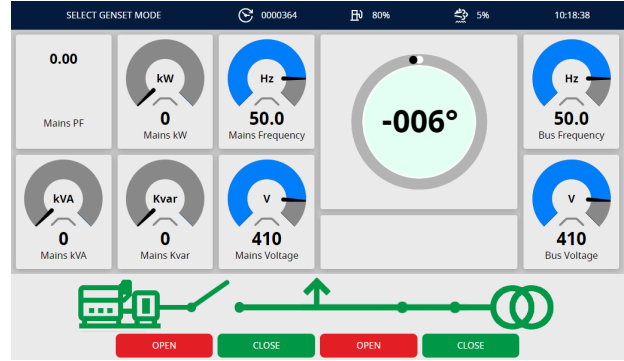 SELECT GENSET MODE 0000364 80% 5% 10:18:38
0.00
Mains PF
kW
0
Mains kW
Hz
50.0
Mains Frequency
-006°
Hz
50.0
Bus Frequency
kVA
0
Mains kVA
Kvar
0
Mains Kvar
V
410
Mains Voltage
V
410
Bus Voltage
OPEN CLOSE OPEN CLOSE